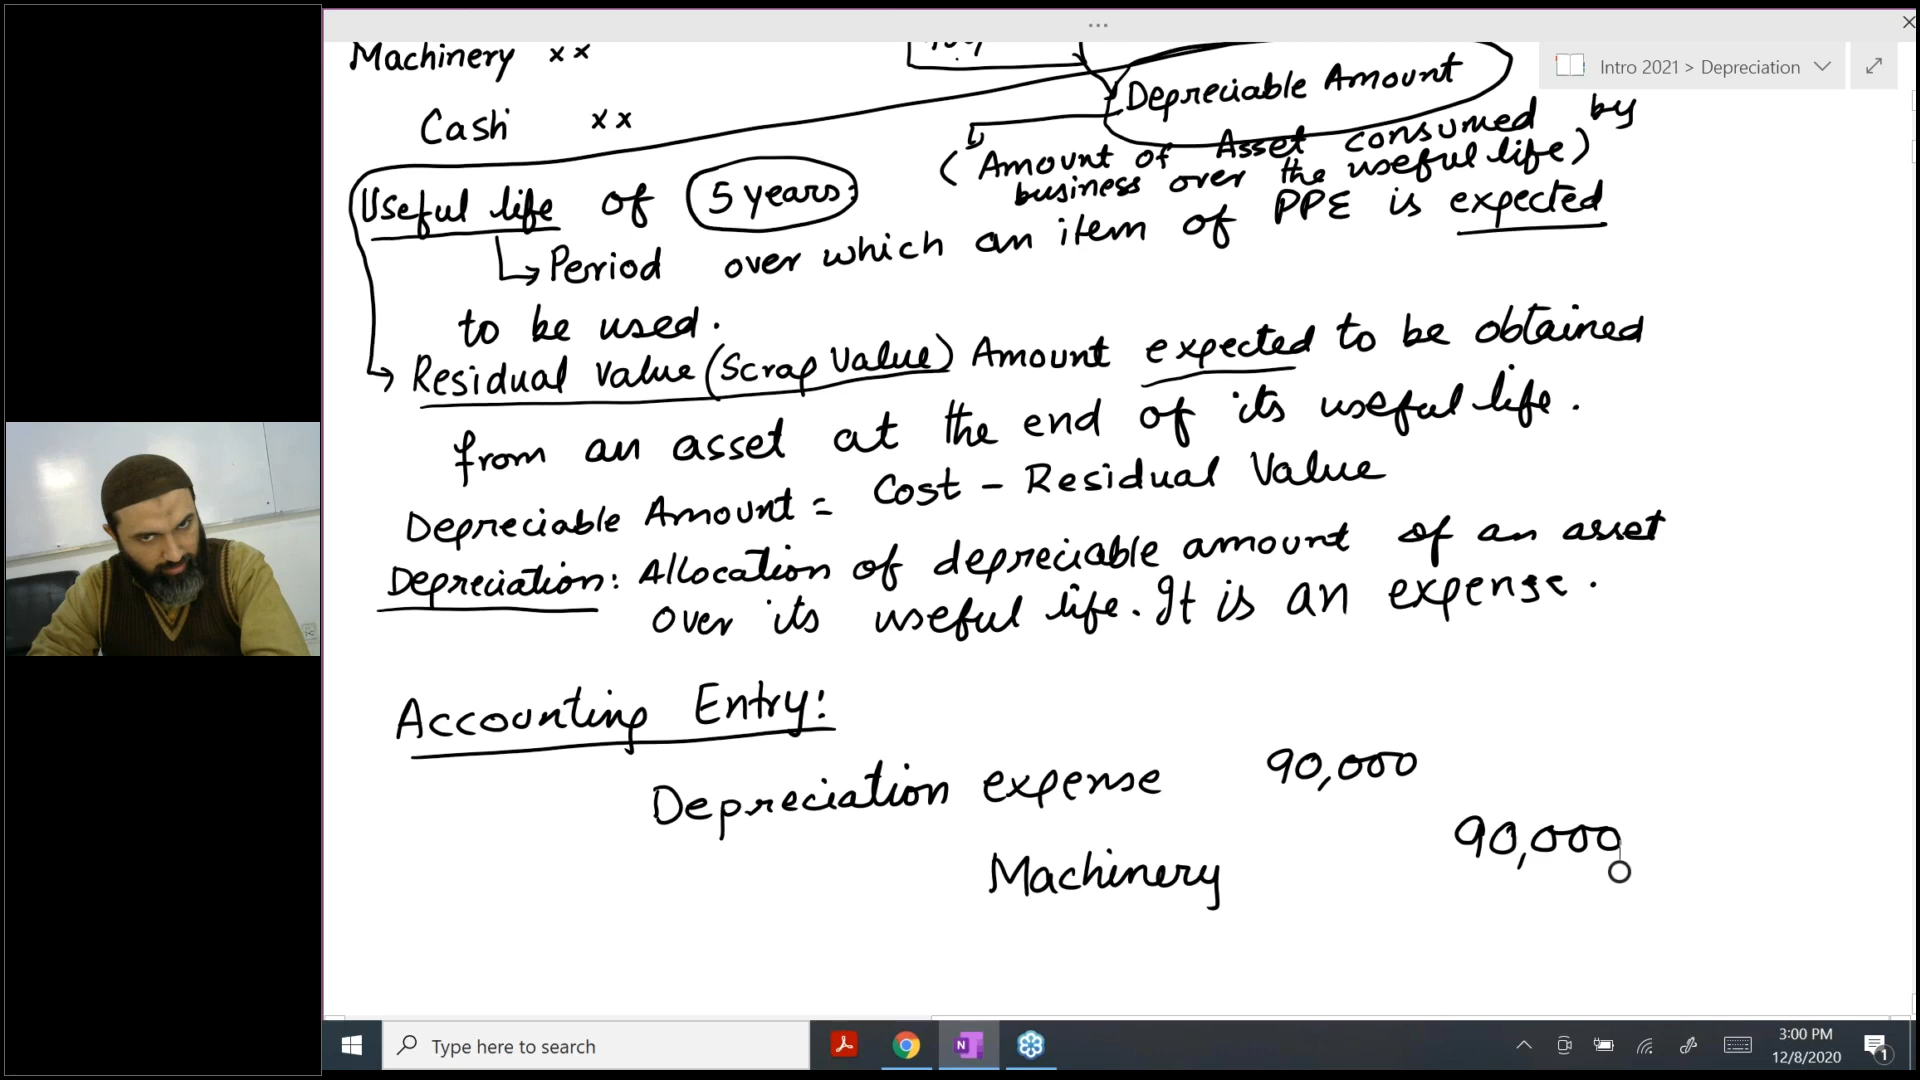 Machinery xx
Depreciable Amount
Intro 2021 > Depreciation
Cash xx
(Amount of Asset consumed by
business over the useful life)
Useful life of 5 years:
Period over which an item of PPE is expected
to be used.
Residual Value (Scrap Value) Amount expected to be obtained
from an asset at the end of its useful life.
Depreciable Amount = Cost - Residual Value
Depreciation: Allocation of depreciable amount of an asset
over its useful life. It is an expense.
Accounting Entry:
Depreciation expense 90,000
Machinery 90,000
Type here to search
N
3:00 PM
12/8/2020
1